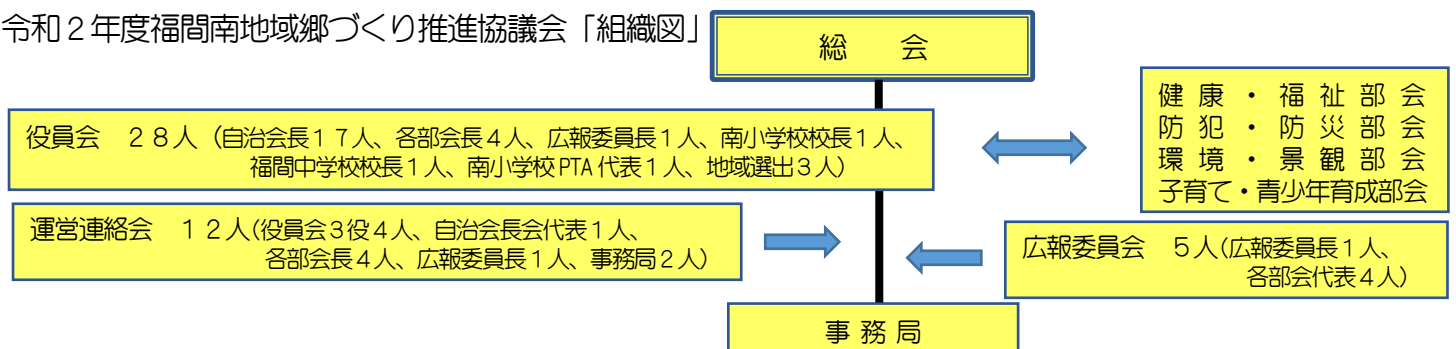 令和２年度福間南地域郷づくり推進協議会「組織図」
総　　会
健 康 ・ 福 祉 部 会
防 犯 ・ 防 災 部 会
環 境 ・ 景 観 部 会
子育て・青少年育成部会
役員会　２８人（自治会長１７人、各部会長４人、広報委員長１人、南小学校校長１人、
福間中学校校長１人、南小学校 PTA 代表１人、地域選出３人）
運営連絡会　１２人(役員会３役４人、自治会長会代表１人、
各部会長４人、広報委員長１人、事務局２人）
広報委員会　５人(広報委員長１人、
各部会代表４人）
事 務 局